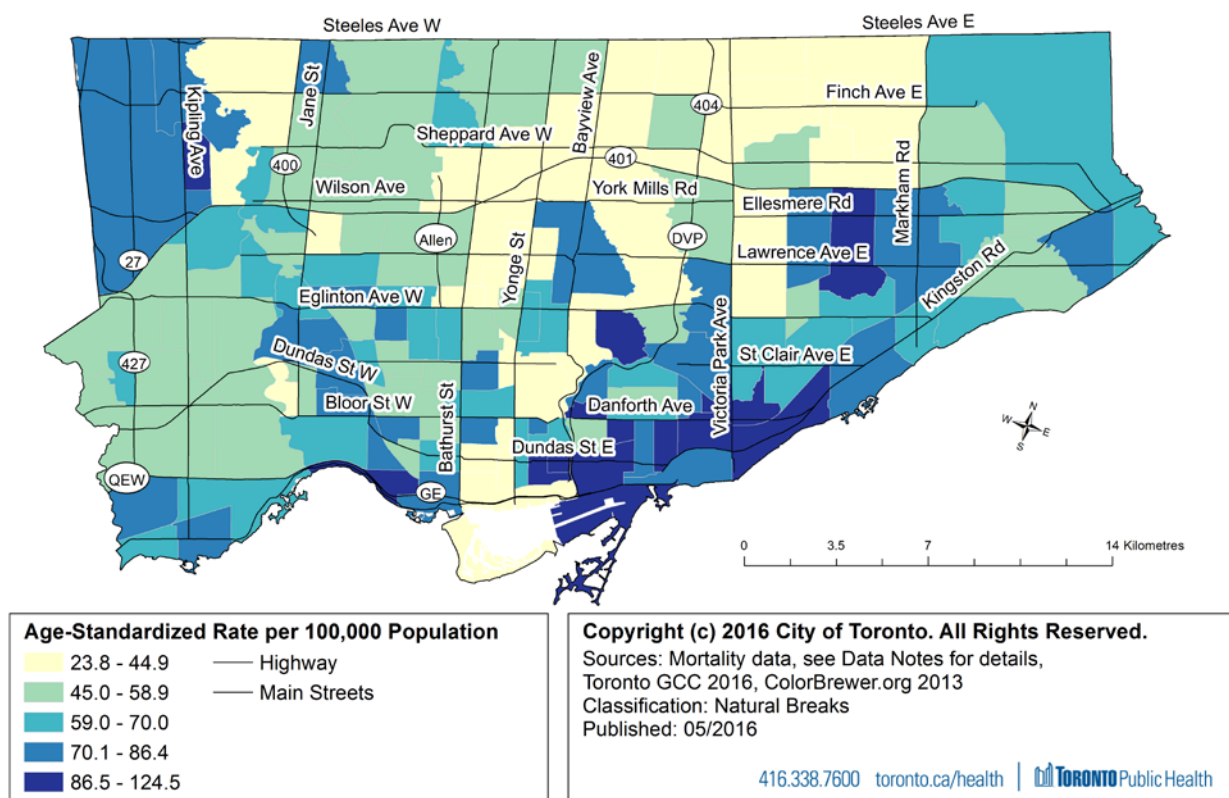 Steeles Ave W
Steeles Ave E
Kipling Ave
Jane St
Bayview Ave
404
Finch Ave E
Sheppard Ave W
400
401
Markham Rd
Wilson Ave
York Mills Rd
Ellesmere Rd
Allen
DVP
27
Lawrence Ave E
Yonge St
Kingston Rd
Eglinton Ave W
Victoria Park Ave
427
Dundas St W
St Clair Ave E
Bloor St W
Bathurst St
Danforth Ave
Dundas St E
QEW
GE
N
W E
S
0 3.5 7 14 Kilometres
Age-Standardized Rate per 100,000 Population
23.8 - 44.9 Highway
45.0 - 58.9 Main Streets
59.0 - 70.0
70.1 - 86.4
86.5 - 124.5
Copyright (c) 2016 City of Toronto. All Rights Reserved.
Sources: Mortality data, see Data Notes for details,
Toronto GCC 2016, ColorBrewer.org 2013
Classification: Natural Breaks
Published: 05/2016
416.338.7600 toronto.ca/health TORONTO Public Health